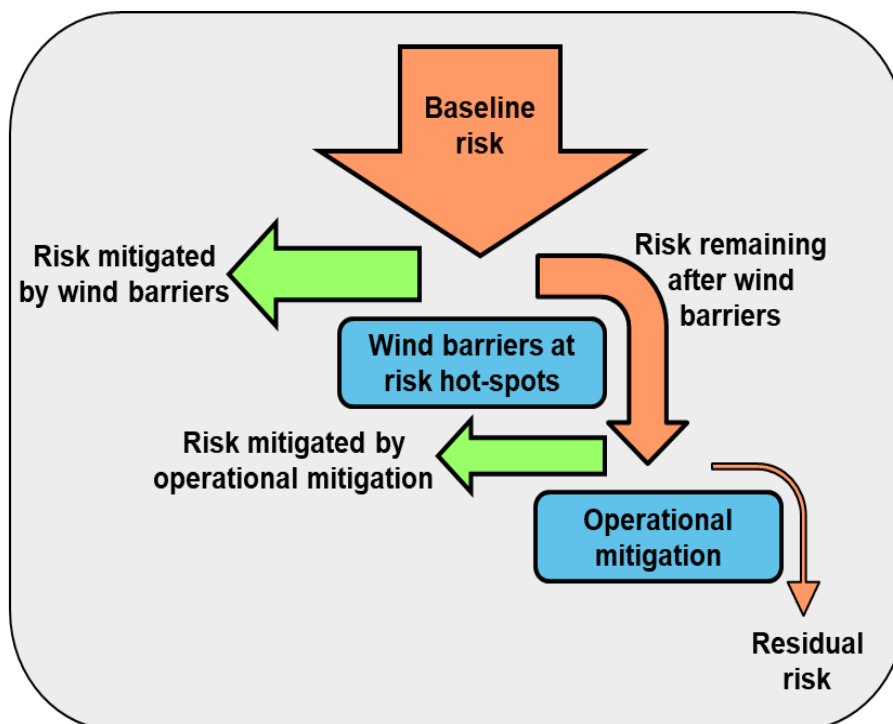 Baseline
risk
Risk mitigated
by wind barriers
Risk remaining
after wind
barriers
Wind barriers at
risk hot-spots
Risk mitigated by
operational mitigation
Operational
mitigation
Residual
risk